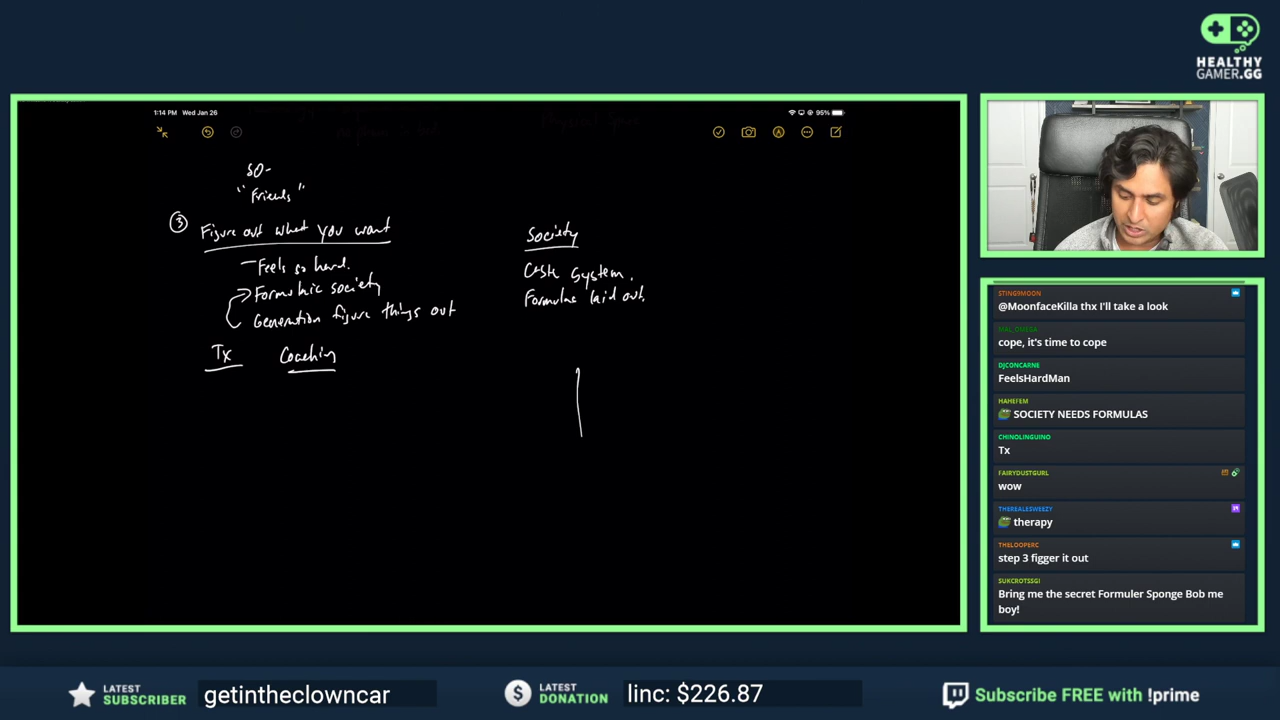 HEALTHY
GAMER.GG
1:14 PM Wed Jan 26
95%
so-
"Friends"
③ Figure out what you want
- Feels so hard.
Formulaic society
Generation figure things out
Tx Coaching
Society
Caste System.
Formulae laid out.
STING9MOON
@MoonfaceKilla thx I'll take a look
cope, it's time to cope
DJCONCARNE
FeelsHardMan
HAHEFEM
SOCIETY NEEDS FORMULAS
CHINOLINGUINO
Tx
FAIRYDUSTGURL
wow
THEREALESWEEZY
therapy
THELOOPERC
step 3 figger it out
SUKCROTSSGI
Bring me the secret Formuler Sponge Bob me
boy!
LATEST
SUBSCRIBER
getintheclowncar
LATEST
DONATION
linc: $226.87
Subscribe FREE with !prime